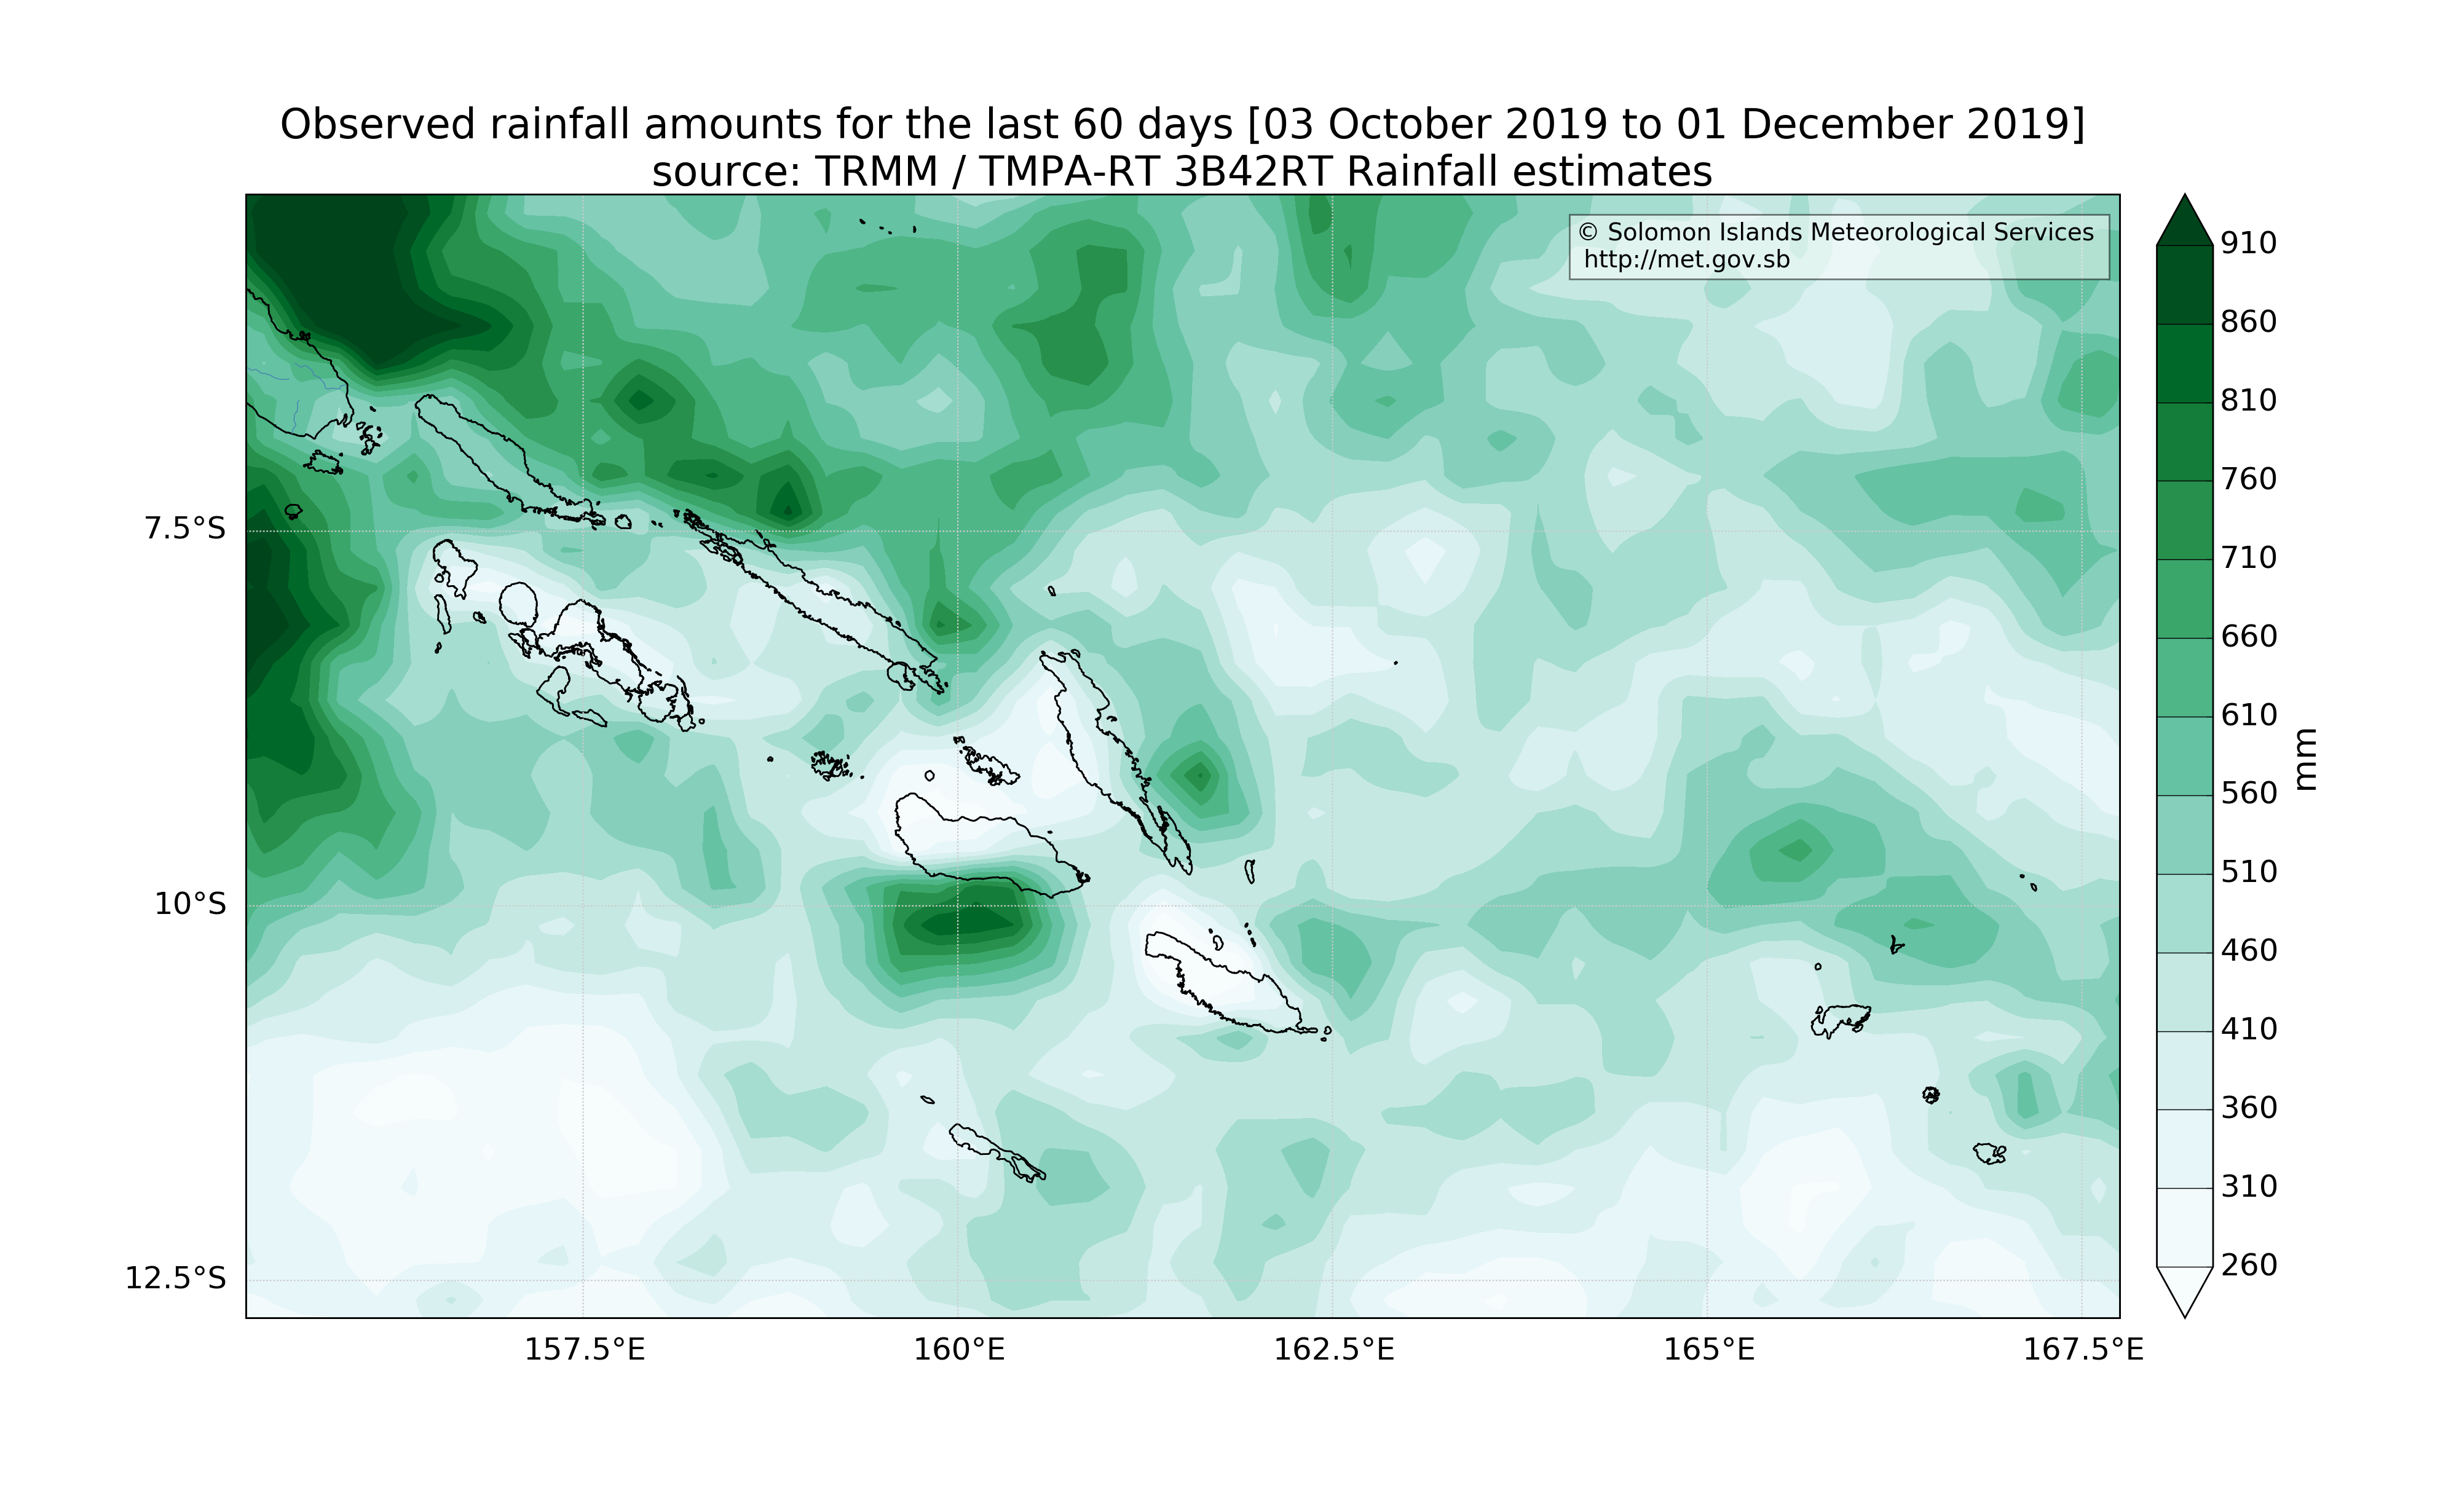 Observed rainfall amounts for the last 60 days [03 October 2019 to 01 December 2019]
source: TRMM / TMPA-RT 3B42RT Rainfall estimates
© Solomon Islands Meteorological Services
http://met.gov.sb
7.5°S
10°S
12.5°S
157.5°E
160°E
162.5°E
165°E
167.5°E
910
860
810
760
710
660
610
560
510
460
410
360
310
260
mm